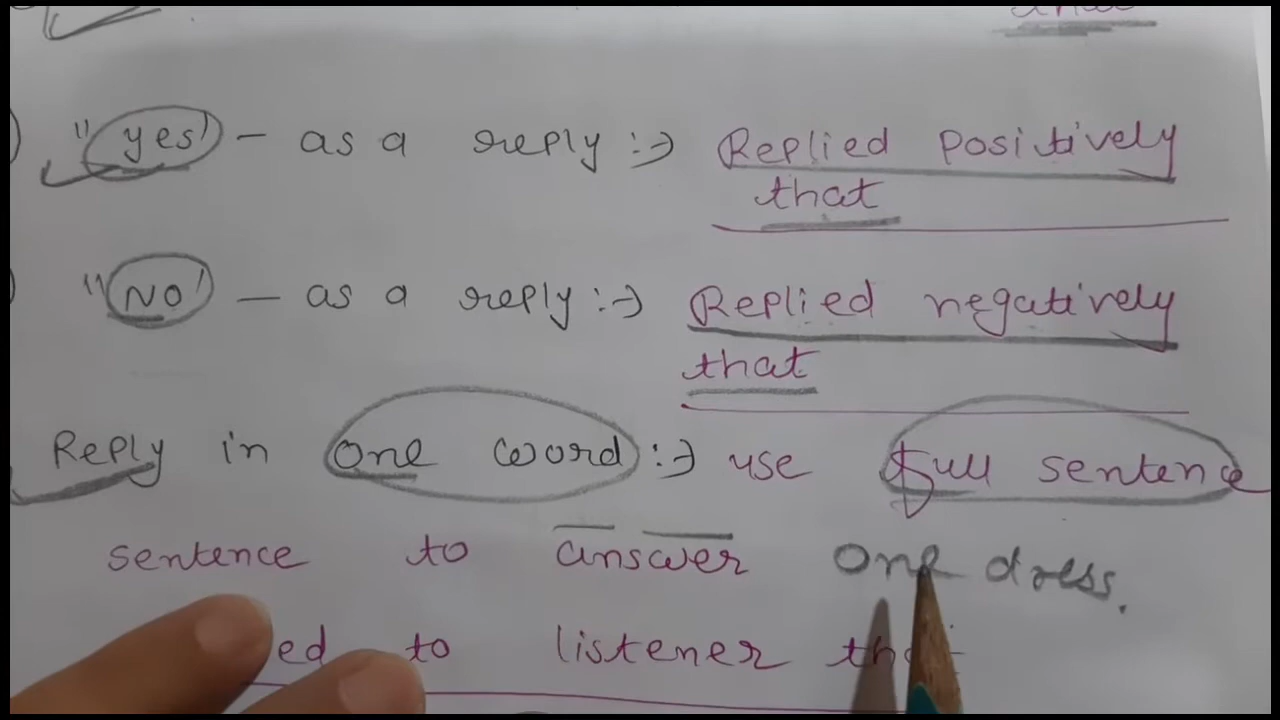 "Yes" - as a reply :→ Replied Positively
that
"No" - as a reply :→ Replied negatively
that
Reply in one word :→ use full sentence
sentence to answer one dress.
to listener